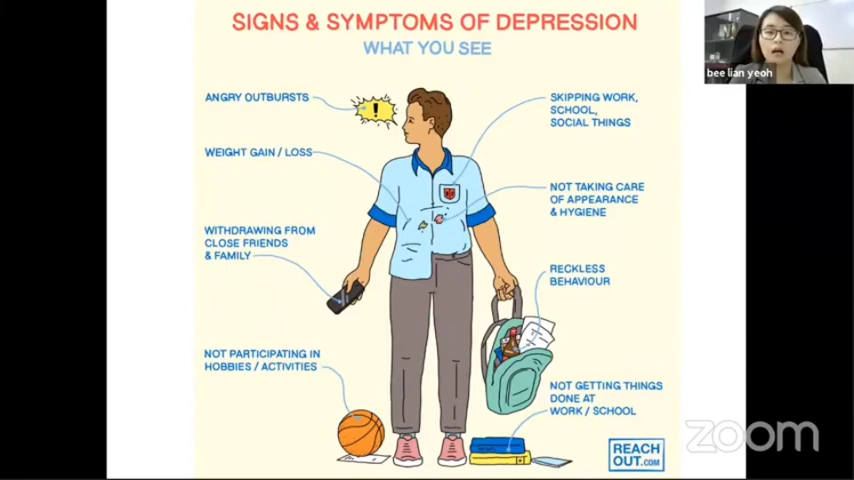 SIGNS & SYMPTOMS OF DEPRESSION
WHAT YOU SEE
bee lian yeoh
ANGRY OUTBURSTS
!
SKIPPING WORK,
SCHOOL,
SOCIAL THINGS
WEIGHT GAIN / LOSS
NOT TAKING CARE
OF APPEARANCE
& HYGIENE
WITHDRAWING FROM
CLOSE FRIENDS
& FAMILY
RECKLESS
BEHAVIOUR
NOT PARTICIPATING IN
HOBBIES / ACTIVITIES
NOT GETTING THINGS
DONE AT
WORK / SCHOOL
REACH
OUT.COM
zoom